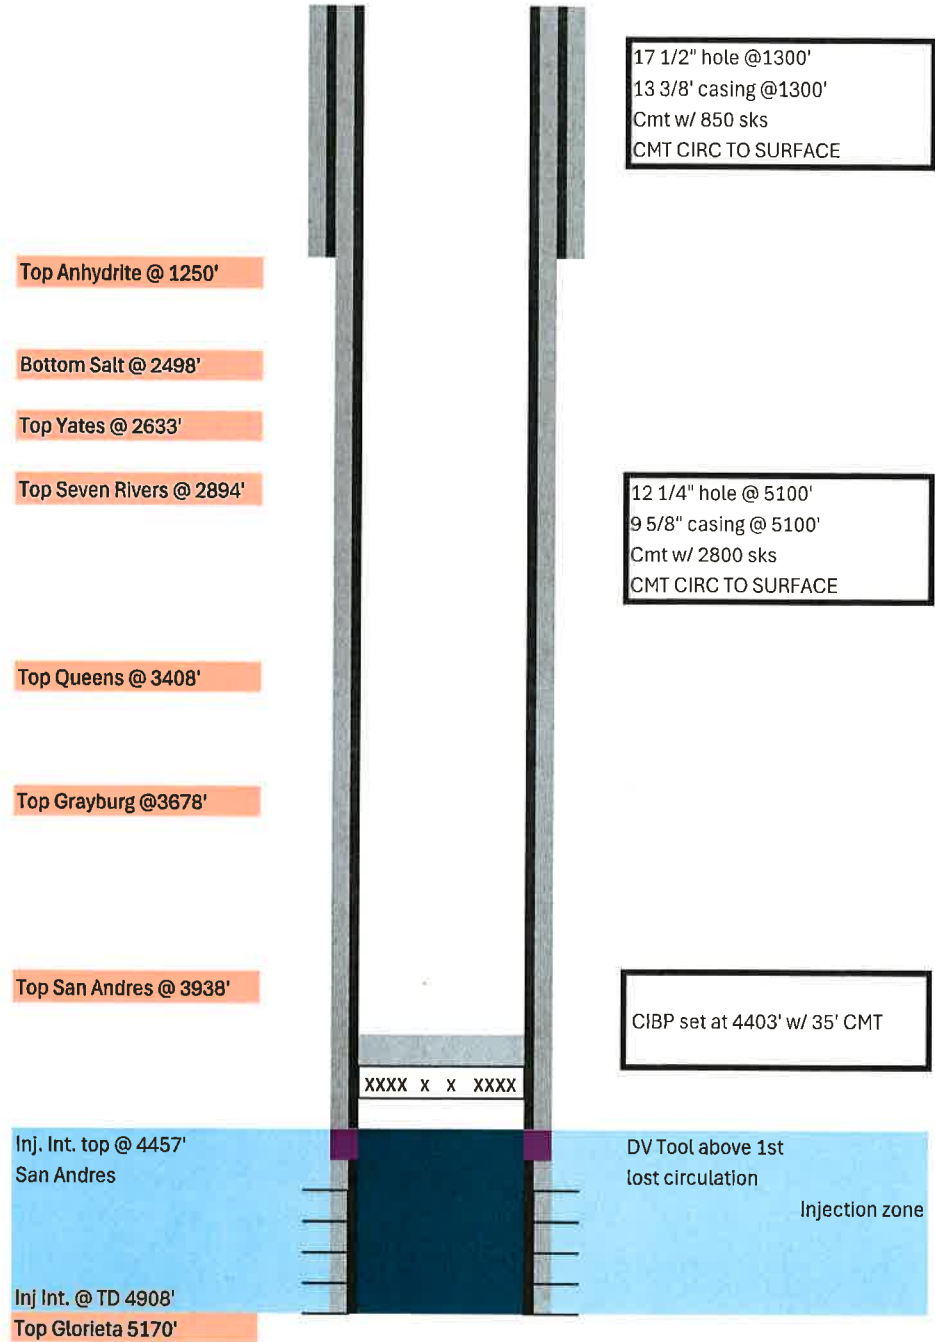 17 1/2" hole @1300'
13 3/8' casing @1300'
Cmt w/ 850 sks
CMT CIRC TO SURFACE
Top Anhydrite @ 1250'
Bottom Salt @ 2498'
Top Yates @ 2633'
Top Seven Rivers @ 2894'
12 1/4" hole @ 5100'
9 5/8" casing @ 5100'
Cmt w/ 2800 sks
CMT CIRC TO SURFACE
Top Queens @ 3408'
Top Grayburg @3678'
Top San Andres @ 3938'
CIBP set at 4403' w/ 35' CMT
XXXX x x XXXX
Inj. Int. top @ 4457'
San Andres
DV Tool above 1st
lost circulation
Injection zone
Inj Int. @ TD 4908'
Top Glorieta 5170'